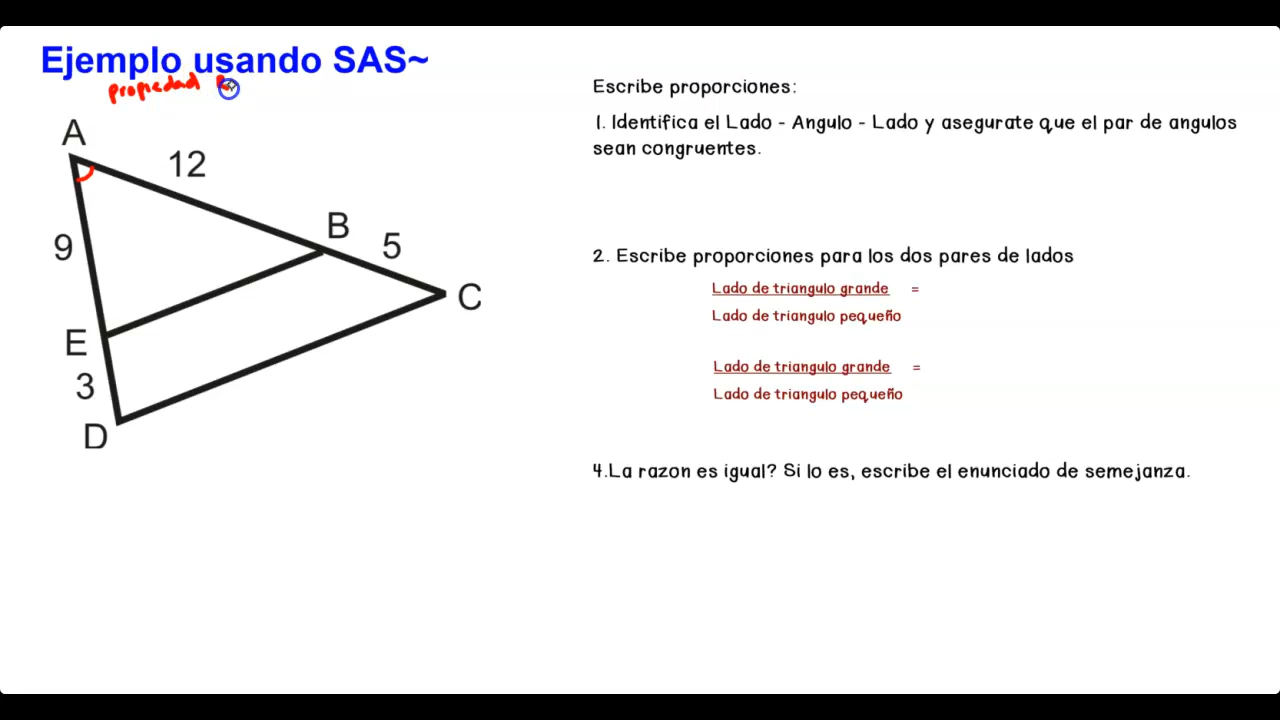 Ejemplo usando SAS~
propiedad
A
12
B
5
C
9
E
3
D
Escribe proporciones:
1. Identifica el Lado - Angulo - Lado y asegurate que el par de angulos
sean congruentes.
2. Escribe proporciones para los dos pares de lados
Lado de triangulo grande =
Lado de triangulo pequeño
Lado de triangulo grande =
Lado de triangulo pequeño
4.La razon es igual? Si lo es, escribe el enunciado de semejanza.